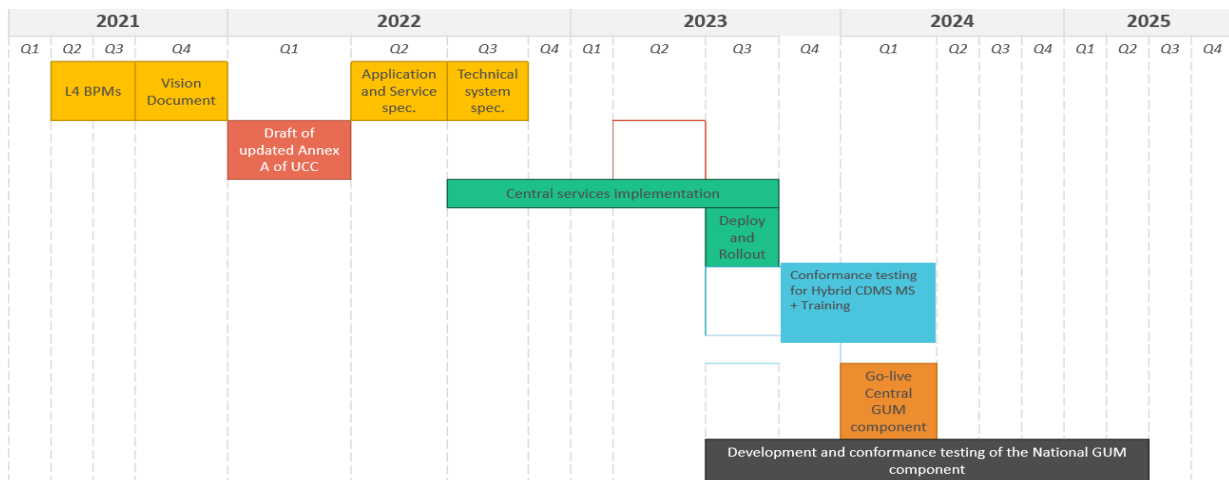 2021 2022 2023 2024 2025
Q1 Q2 Q3 Q4 Q1 Q2 Q3 Q4 Q1 Q2 Q3 Q4 Q1 Q2 Q3 Q4 Q1 Q2 Q3 Q4
L4 BPMs
Vision
Document
Application
and Service
spec.
Technical
system
spec.
Draft of
updated Annex
A of UCC
Central services implementation
Deploy
and
Rollout
Conformance testing
for Hybrid CDMS MS
+ Training
Go-live
Central
GUM
component
Development and conformance testing of the National GUM
component